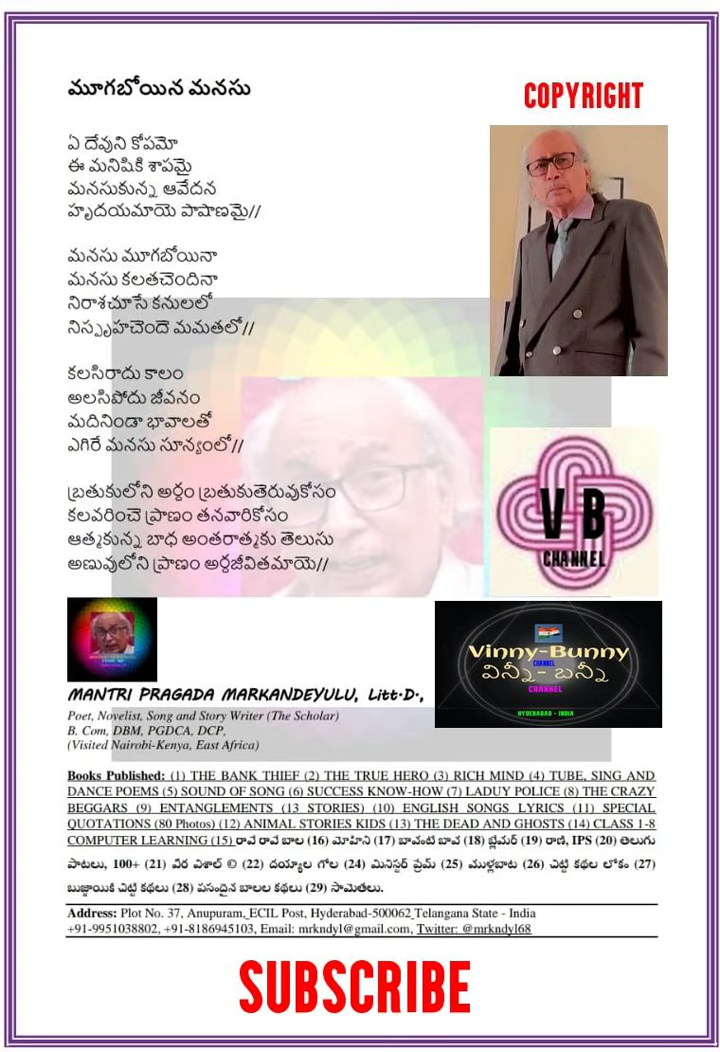 మూగబోయిన మనసు
COPYRIGHT
ఏ దేవుని కోపమో
ఈ మనిషికి శాపమై
మనసుకున్న ఆవేదన
హృదయమాయె పాషాణమై//
మనసు మూగబోయినా
మనసు కలతచెందినా
నిరాశచూసే కనులలో
నిస్పృహచెందె మమతలో//
కలసిరాదు కాలం
అలసిపోదు జీవనం
మదినిండా భావాలతో
ఎగిరే మనసు సూన్యంలో//
బ్రతుకులోని అర్ధం బ్రతుకుతెరువుకోసం
కలవరించె ప్రాణం తనవారికోసం
ఆత్మకున్న బాధ అంతరాత్మకు తెలుసు
అణువులోని ప్రాణం అర్ధజీవితమాయె//
V B
CHANNEL
Vinny-Bunny
CHANNEL
విన్నీ - బన్నీ
CHANNEL
HYDERABAD - INDIA
MANTRI PRAGADA MARKANDEYULU, Litt.D.,
Poet, Novelist, Song and Story Writer (The Scholar)
B. Com, DBM, PGDCA, DCP,
(Visited Nairobi-Kenya, East Africa)
Books Published: (1) THE BANK THIEF (2) THE TRUE HERO (3) RICH MIND (4) TUBE, SING AND
DANCE POEMS (5) SOUND OF SONG (6) SUCCESS KNOW-HOW (7) LADUY POLICE (8) THE CRAZY
BEGGARS (9) ENTANGLEMENTS (13 STORIES) (10) ENGLISH SONGS LYRICS (11) SPECIAL
QUOTATIONS (80 Photos) (12) ANIMAL STORIES KIDS (13) THE DEAD AND GHOSTS (14) CLASS 1-8
COMPUTER LEARNING (15) రావే రావే బాల (16) మోహిని (17) బావంటే బావ (18) బ్లేమర్ (19) రాణి, IPS (20) తెలుగు
పాటలు, 100+ (21) వీర విశాల్ © (22) దయ్యాల గోల (24) మినిస్టర్ ప్రేమ్ (25) ముళ్లబాట (26) చిట్టి కథల లోకం (27)
బుజ్జాయికి చిట్టి కథలు (28) పసందైన బాలల కథలు (29) సామెతలు.
Address: Plot No. 37, Anupuram, ECIL Post, Hyderabad-500062 Telangana State - India
+91-9951038802, +91-8186945103, Email: mrkndyl@gmail.com, Twitter: @mrkndyl68
SUBSCRIBE